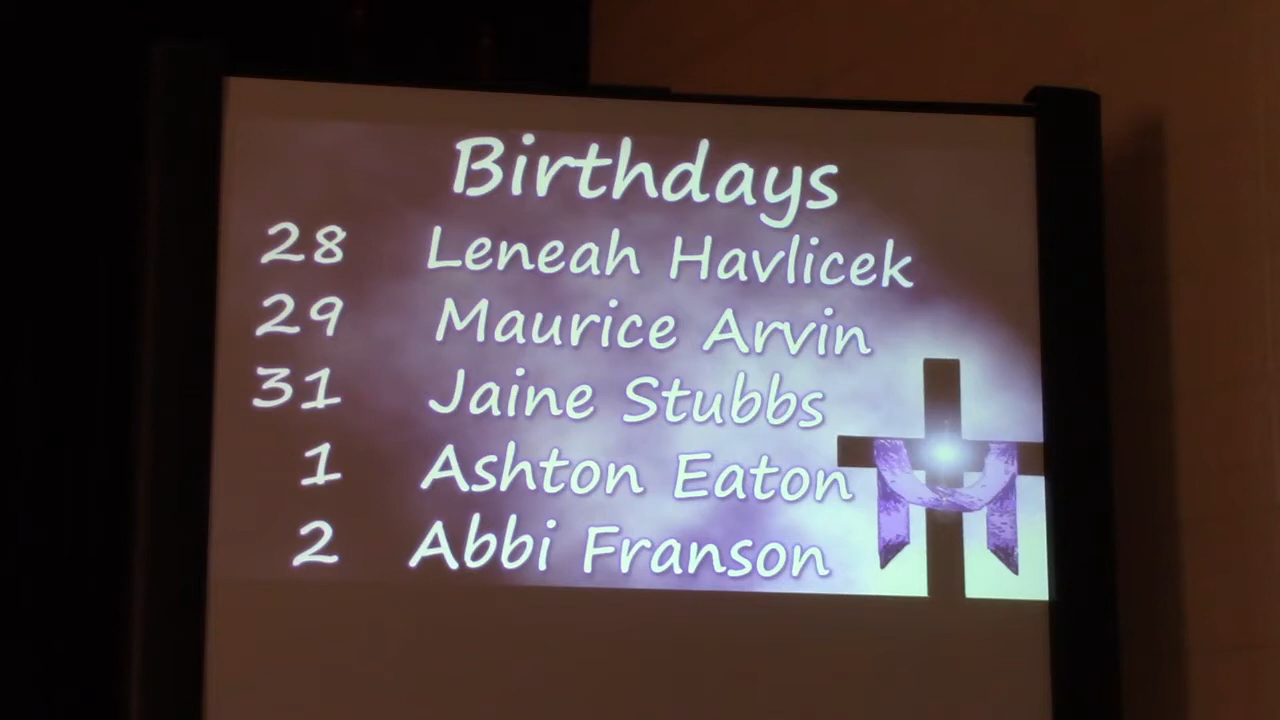 Birthdays
28 Leneah Havlicek
29 Maurice Arvin
31 Jaine Stubbs
1 Ashton Eaton
2 Abbi Franson